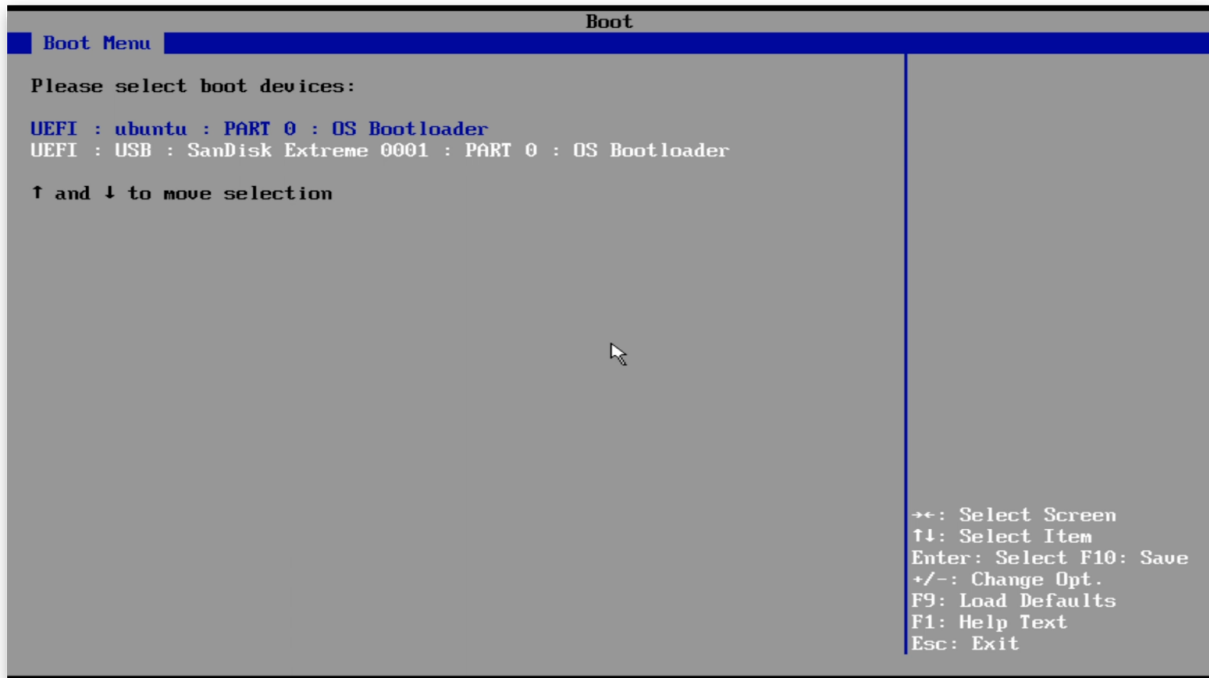 Boot
Boot Menu
Please select boot devices:
UEFI : ubuntu : PART 0 : OS Bootloader
UEFI : USB : SanDisk Extreme 0001 : PART 0 : OS Bootloader
↑ and ↓ to move selection
→←: Select Screen
↑↓: Select Item
Enter: Select F10: Save
+/-: Change Opt.
F9: Load Defaults
F1: Help Text
Esc: Exit